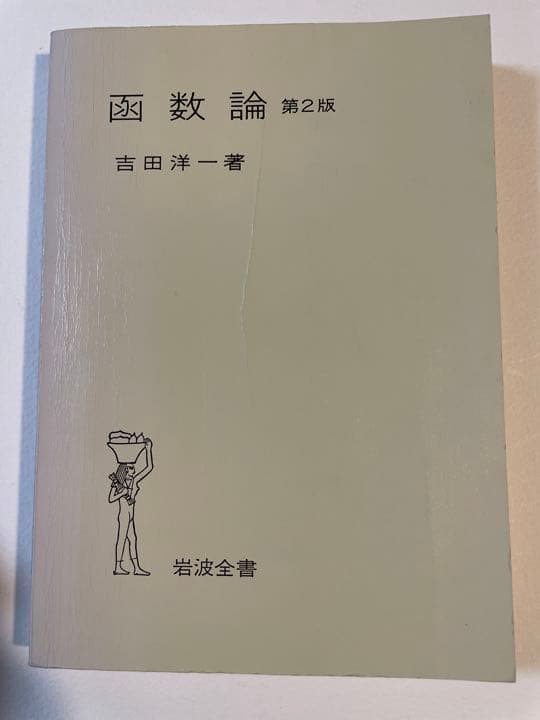 函数論 第2版
吉田洋一著
岩波全書